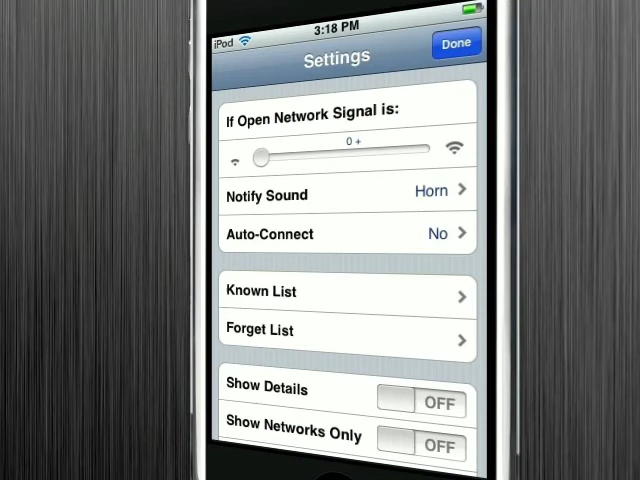 iPod 3:18 PM
Settings
Done
If Open Network Signal is:
0 +
Notify Sound Horn
Auto-Connect No
Known List
Forget List
Show Details OFF
Show Networks Only OFF